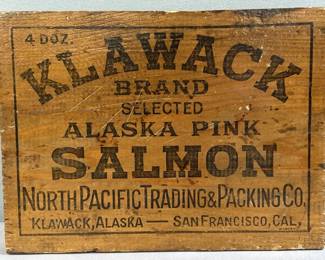 4 DOZ.
KLAWACK
BRAND
SELECTED
ALASKA PINK
SALMON
NORTH PACIFIC TRADING & PACKING CO.
KLAWACK, ALASKA — SAN FRANCISCO, CAL,